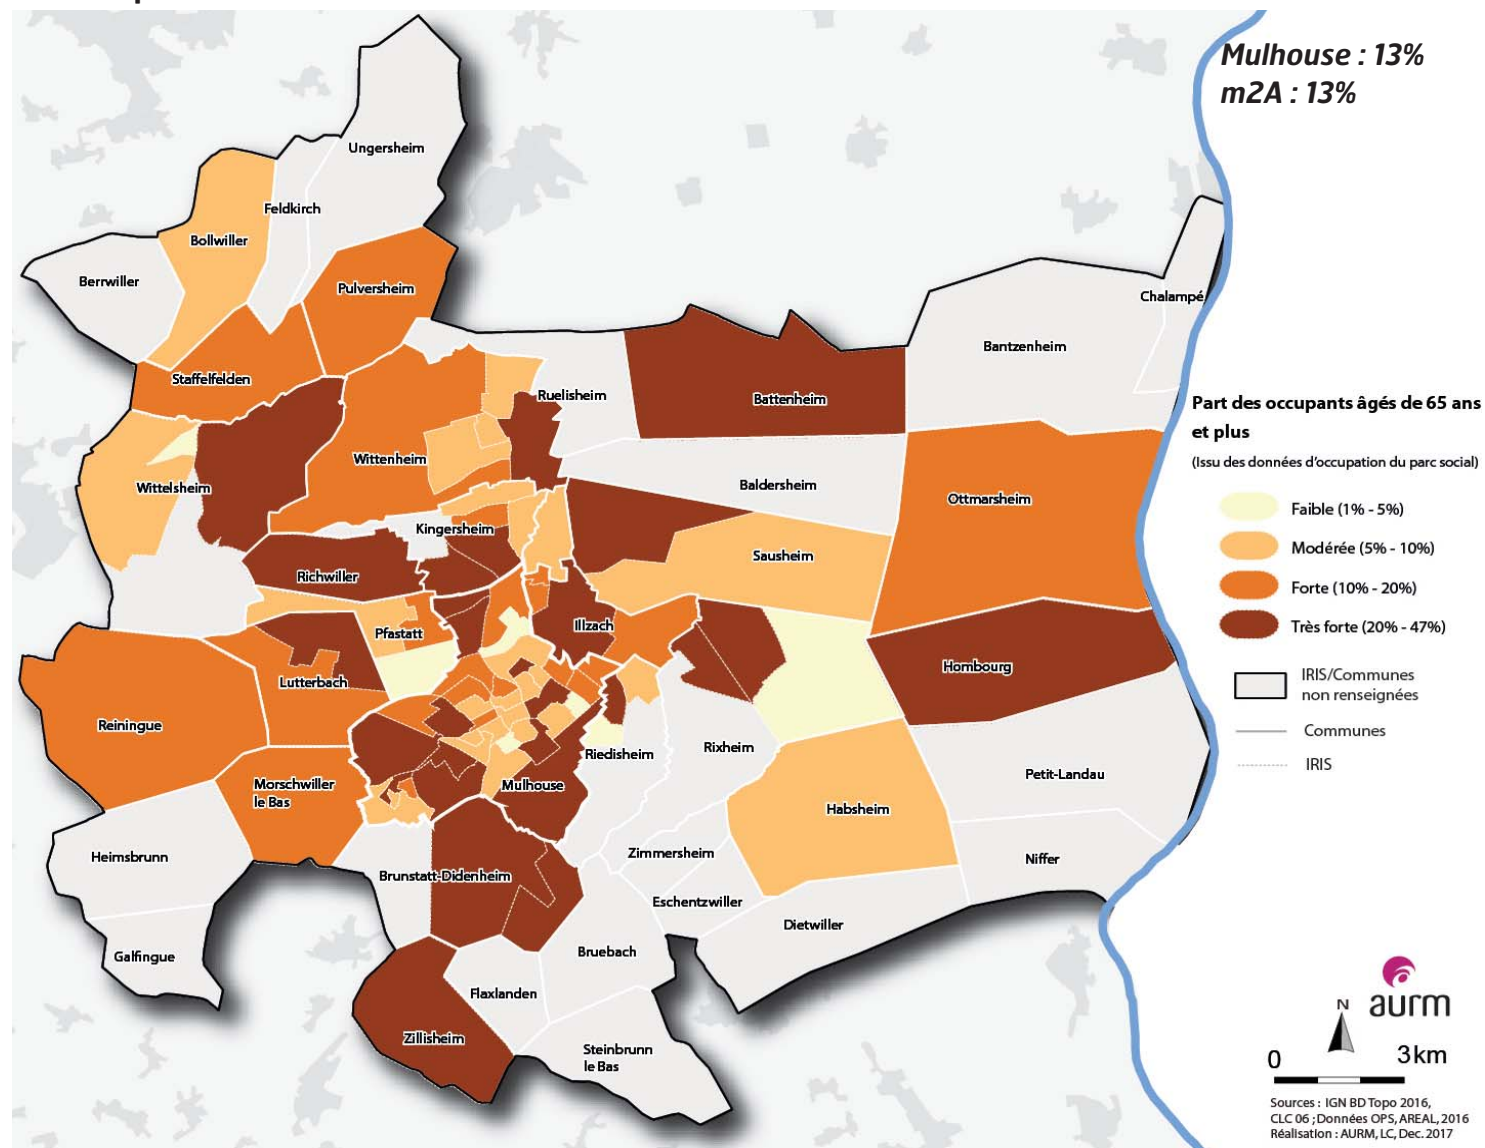 Mulhouse : 13%
m2A : 13%
Ungersheim
Feldkirch
Bollwiller
Berrwiller
Pulversheim
Chalampé
Bantzenheim
Staffelfelden
Ruelisheim
Battenheim
Wittenheim
Wittelsheim
Baldersheim
Ottmarsheim
Kingersheim
Sausheim
Richwiller
Illzach
Pfastatt
Hombourg
Lutterbach
Reiningue
Riedisheim
Rixheim
Petit-Landau
Morschwiller
le Bas
Mulhouse
Habsheim
Heimsbrunn
Zimmersheim
Niffer
Brunstatt-Didenheim
Eschentzwiller
Dietwiller
Galfingue
Bruebach
Flaxlanden
Zillisheim
Steinbrunn
le Bas
Part des occupants âgés de 65 ans
et plus
(Issu des données d'occupation du parc social)
Faible (1% - 5%)
Modérée (5% - 10%)
Forte (10% - 20%)
Très forte (20% - 47%)
IRIS/Communes
non renseignées
Communes
IRIS
aurm
N
0 3km
Sources : IGN BD Topo 2016,
CLC 06 ; Données OPS, AREAL, 2016
Réalisation : AURM, LC, Dec. 2017